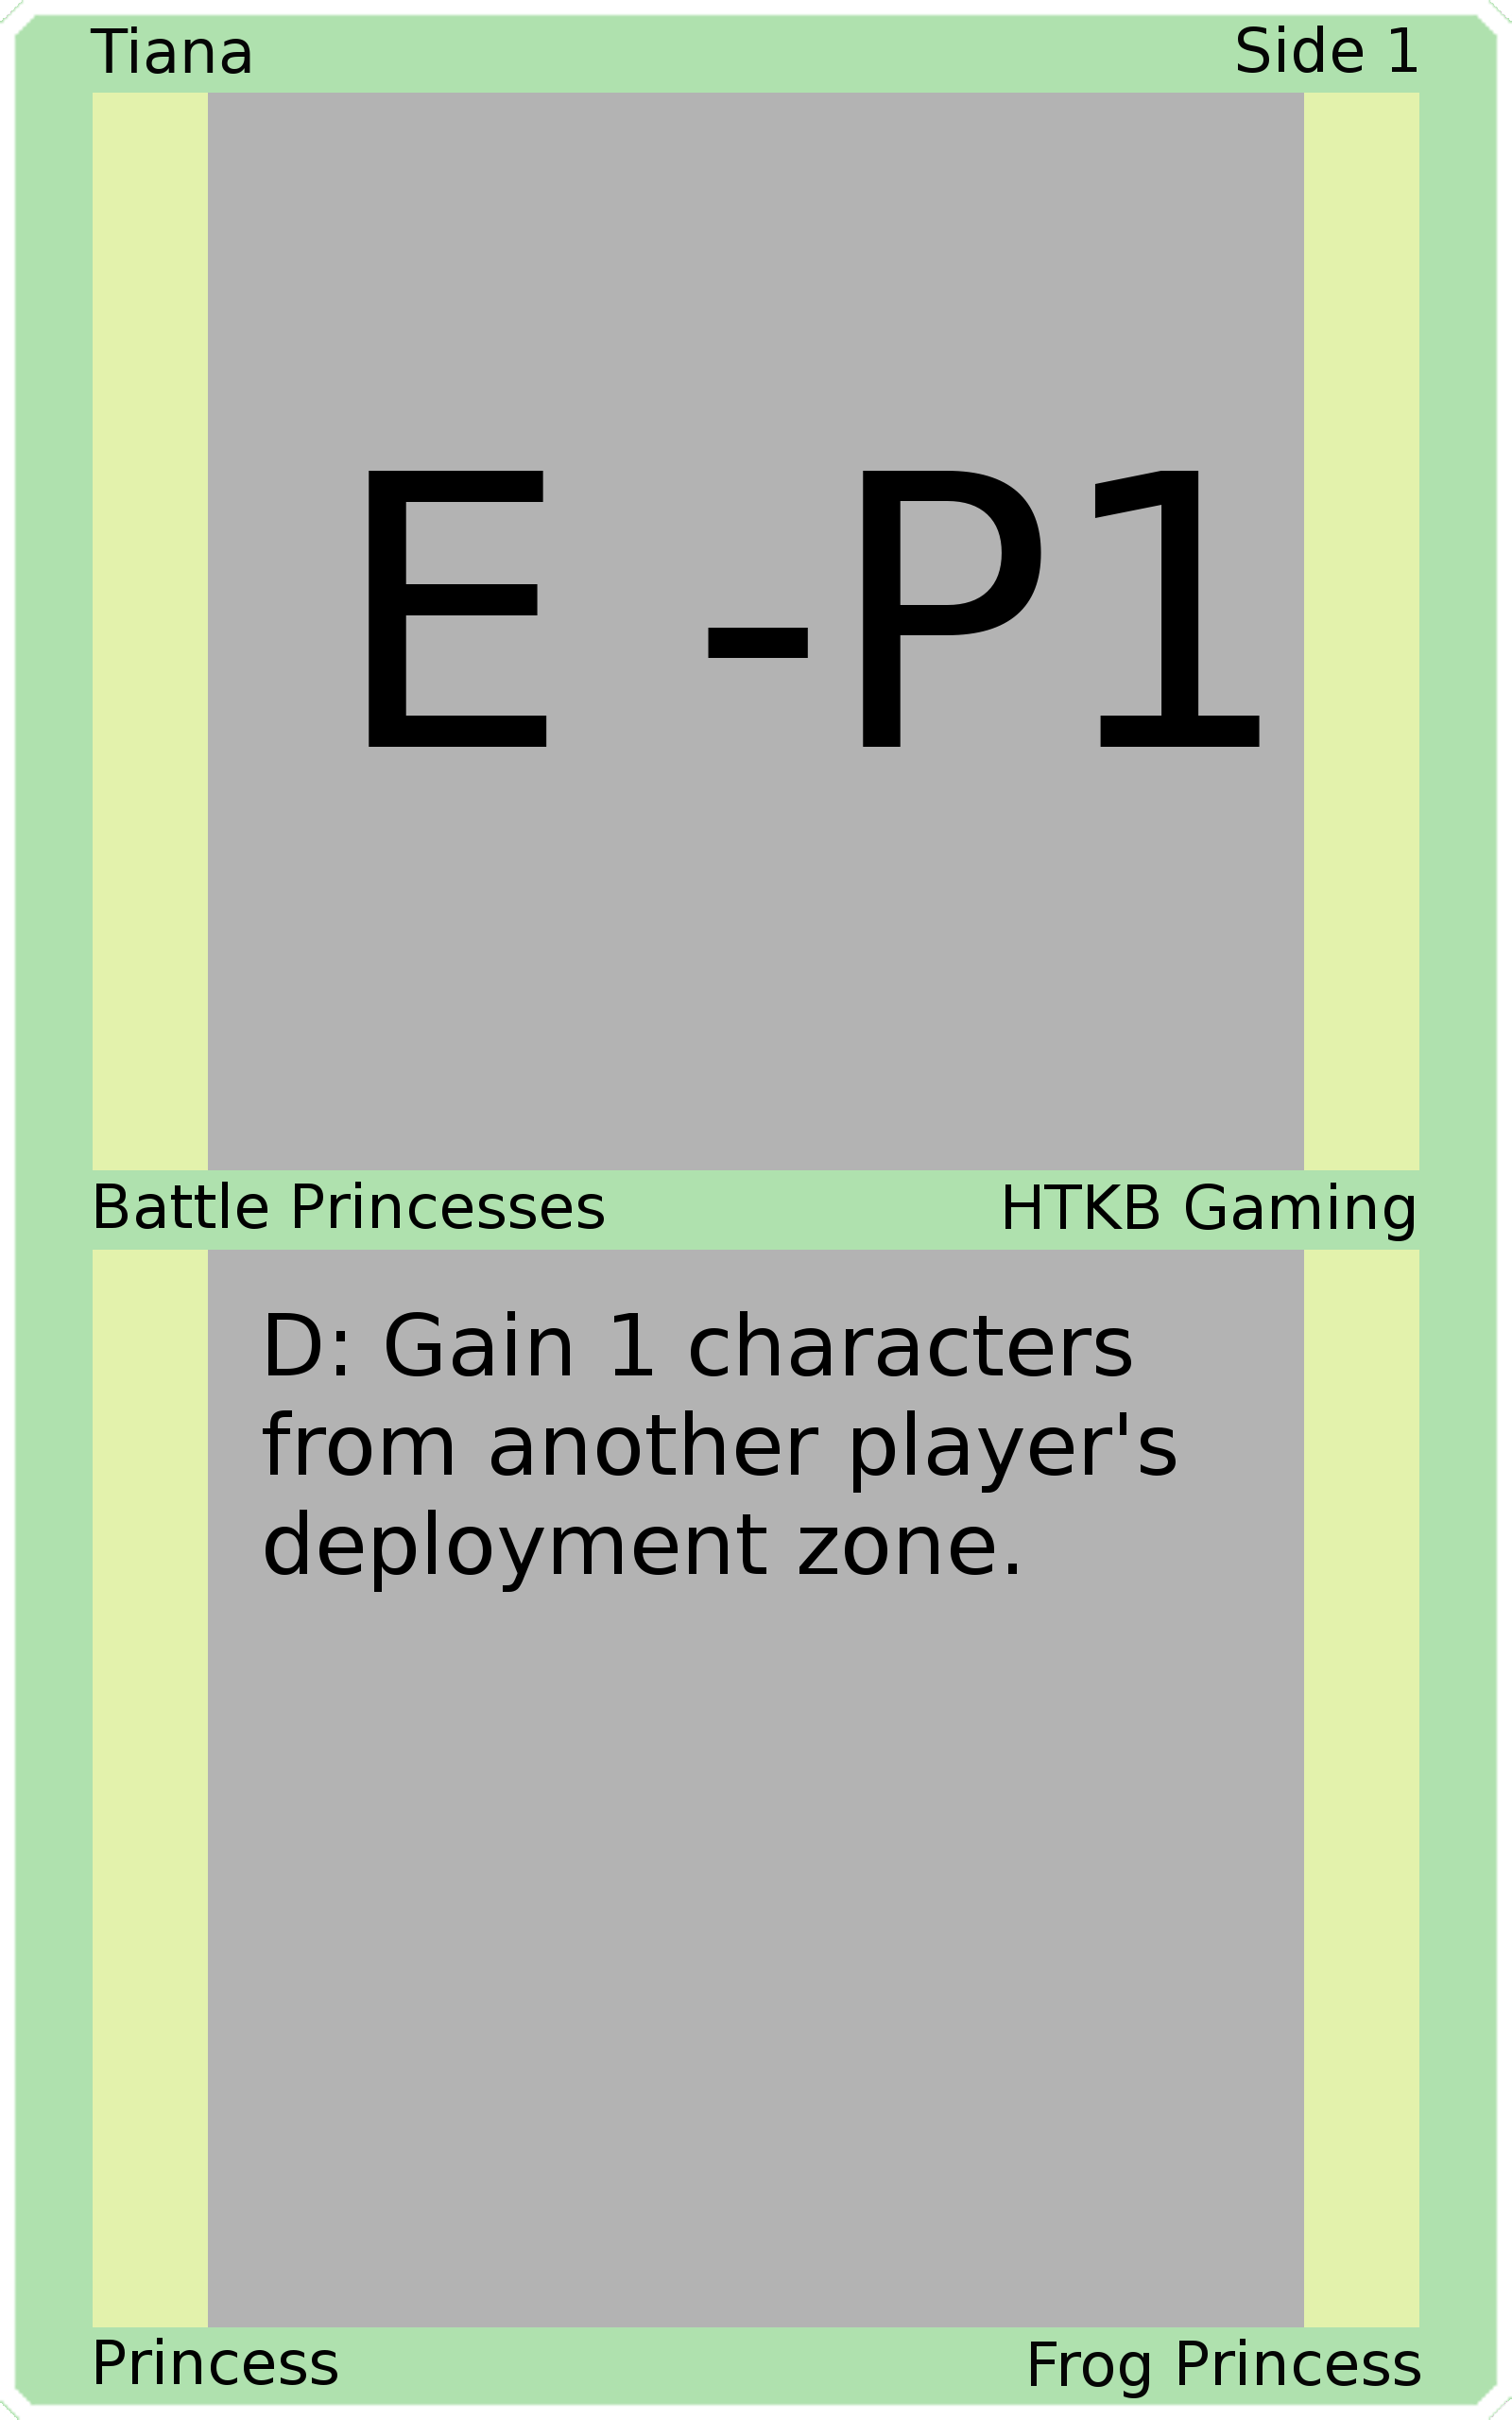 Tiana
Side 1
E -P1
Battle Princesses
HTKB Gaming
D: Gain 1 characters
from another player's
deployment zone.
Princess
Frog Princess